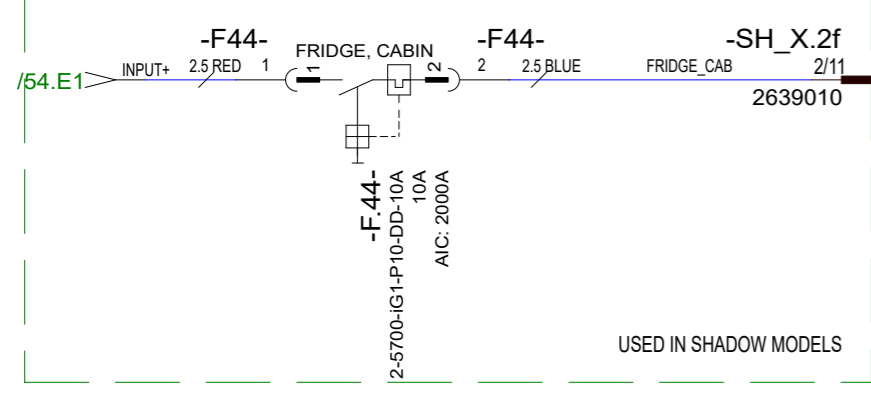 -F44-
FRIDGE, CABIN
-F44-
-SH_X.2f
/54.E1
INPUT+
2.5 RED
1
1
2
2
2.5 BLUE
FRIDGE_CAB
2/11
2639010
-F.44-
2-5700-iG1-P10-DD-10A
10A
AIC: 2000A
USED IN SHADOW MODELS